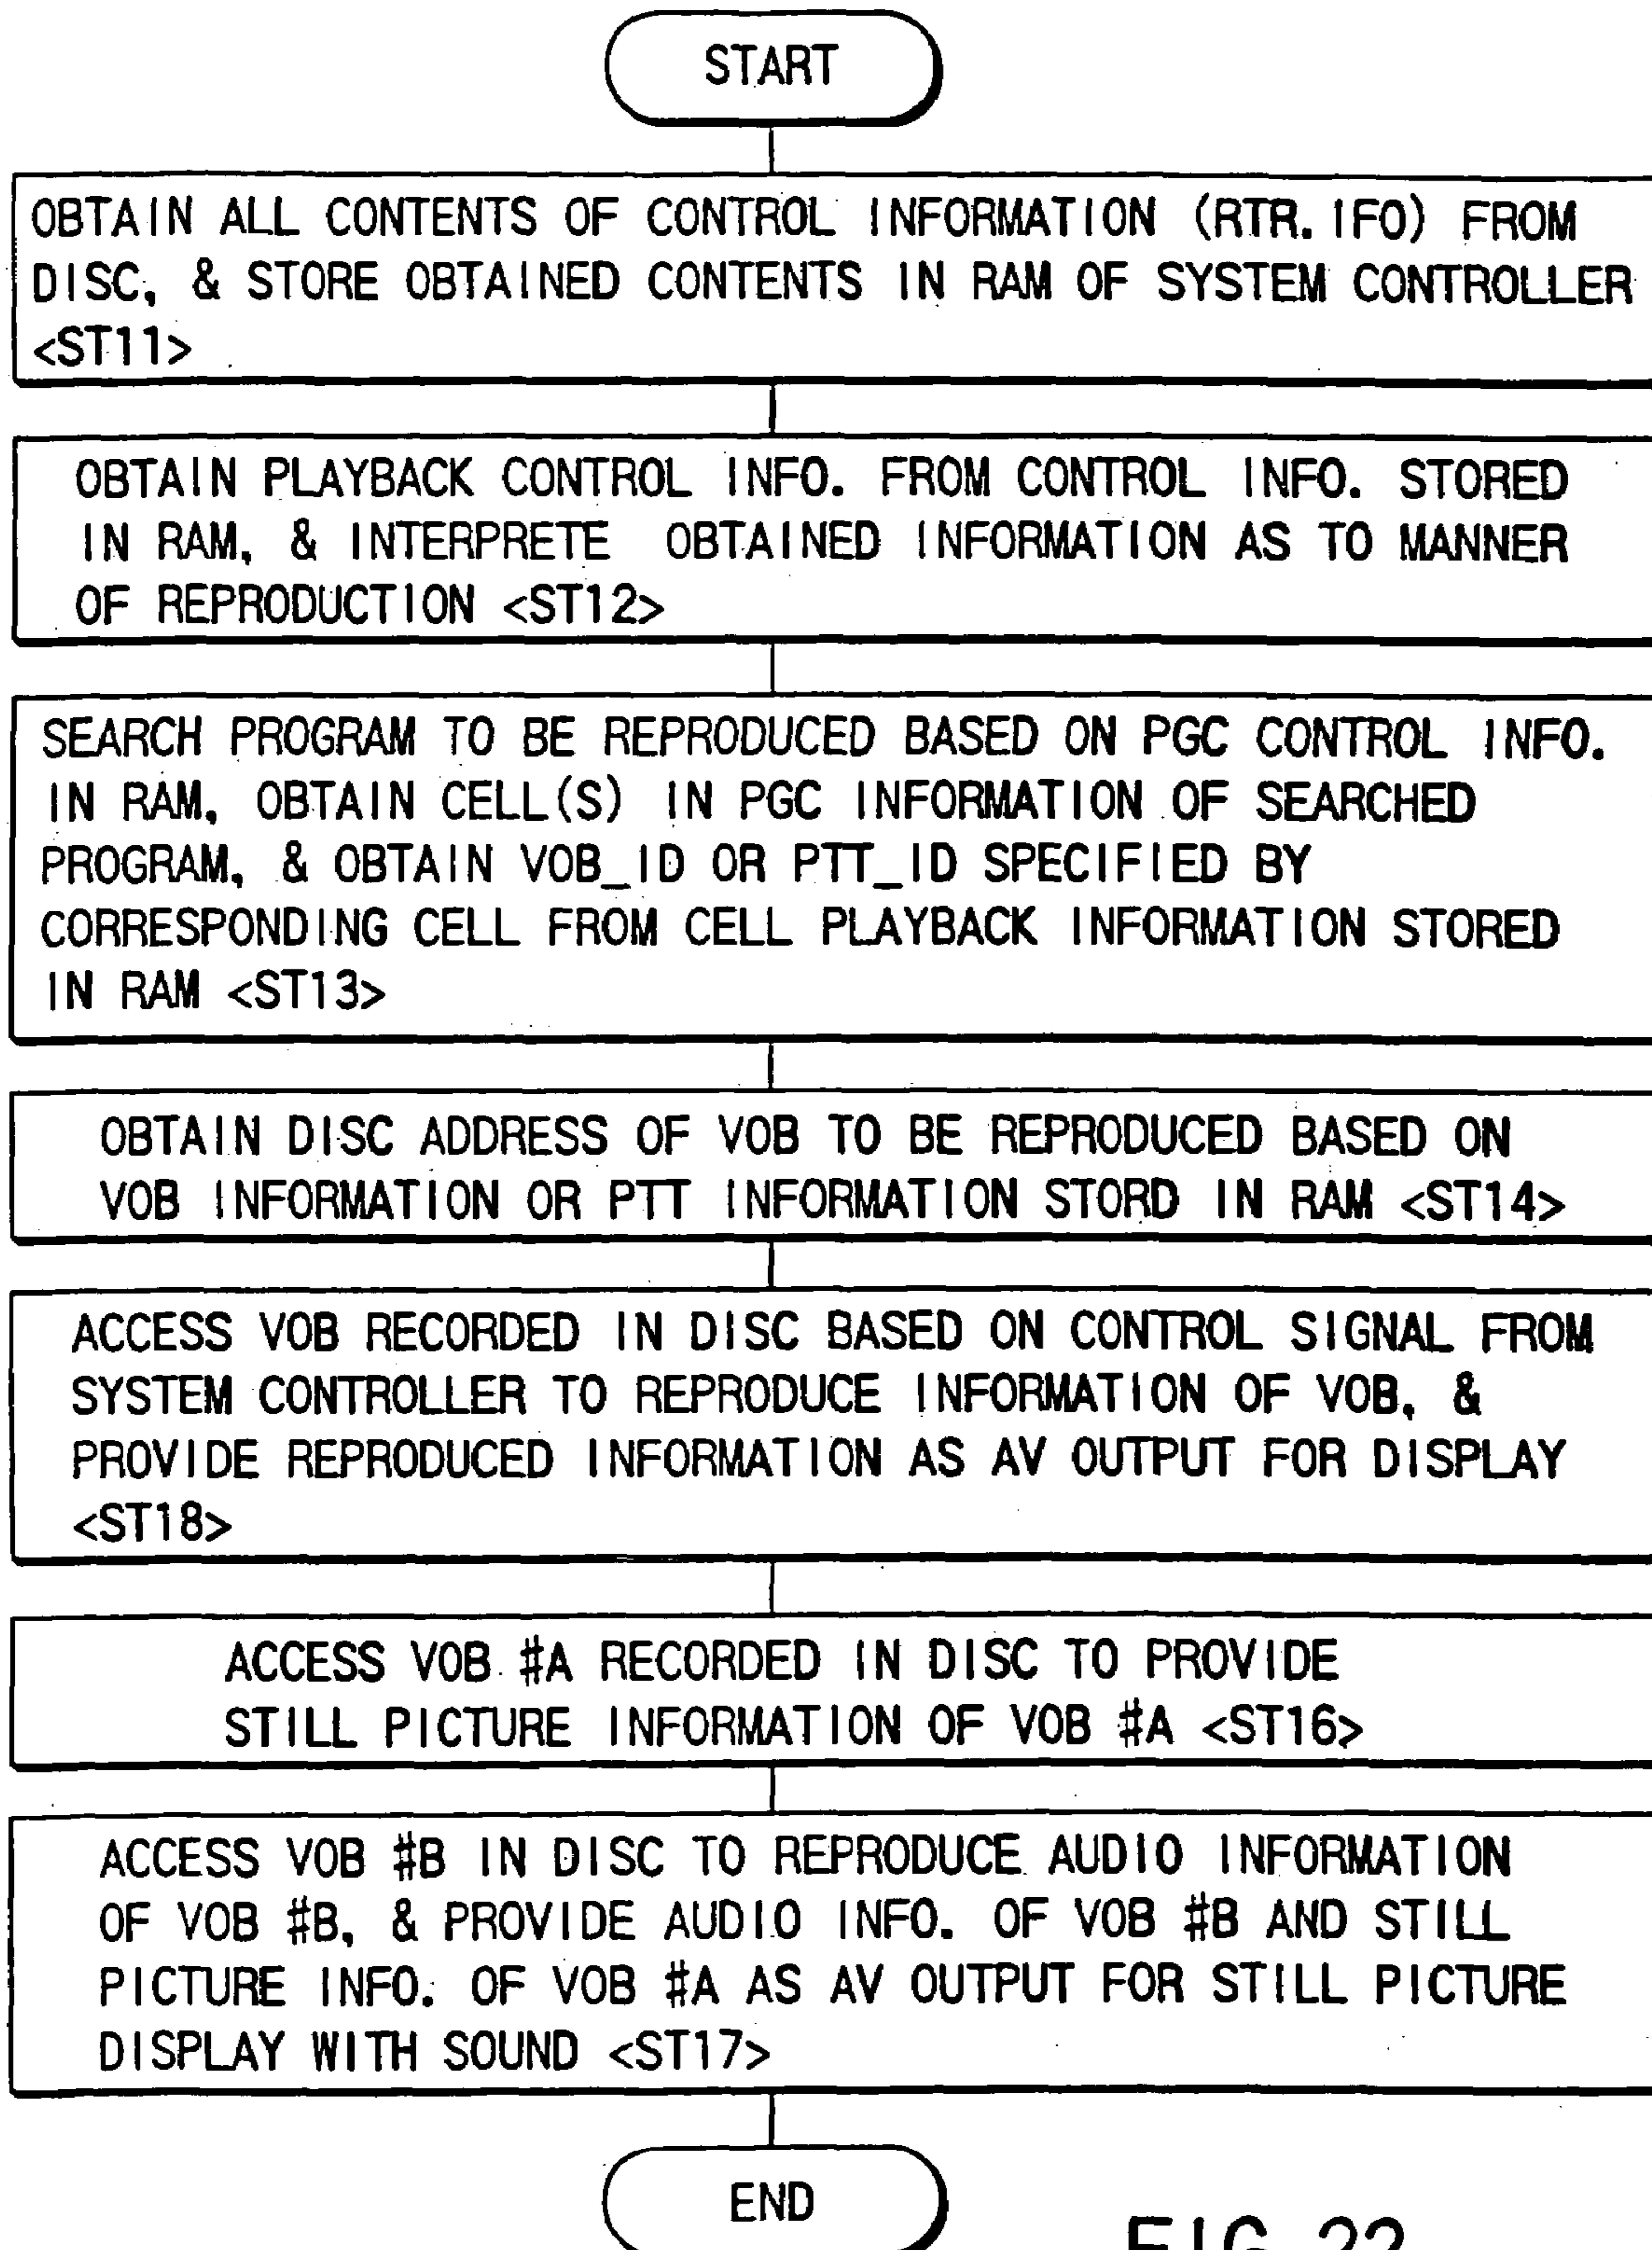 START
OBTAIN ALL CONTENTS OF CONTROL INFORMATION (RTR.IFO) FROM
DISC, & STORE OBTAINED CONTENTS IN RAM OF SYSTEM CONTROLLER
<ST11>
OBTAIN PLAYBACK CONTROL INFO. FROM CONTROL INFO. STORED
IN RAM, & INTERPRETE OBTAINED INFORMATION AS TO MANNER
OF REPRODUCTION <ST12>
SEARCH PROGRAM TO BE REPRODUCED BASED ON PGC CONTROL INFO.
IN RAM, OBTAIN CELL(S) IN PGC INFORMATION OF SEARCHED
PROGRAM, & OBTAIN VOB_ID OR PTT_ID SPECIFIED BY
CORRESPONDING CELL FROM CELL PLAYBACK INFORMATION STORED
IN RAM <ST13>
OBTAIN DISC ADDRESS OF VOB TO BE REPRODUCED BASED ON
VOB INFORMATION OR PTT INFORMATION STORD IN RAM <ST14>
ACCESS VOB RECORDED IN DISC BASED ON CONTROL SIGNAL FROM
SYSTEM CONTROLLER TO REPRODUCE INFORMATION OF VOB, &
PROVIDE REPRODUCED INFORMATION AS AV OUTPUT FOR DISPLAY
<ST18>
ACCESS VOB #A RECORDED IN DISC TO PROVIDE
STILL PICTURE INFORMATION OF VOB #A <ST16>
ACCESS VOB #B IN DISC TO REPRODUCE AUDIO INFORMATION
OF VOB #B, & PROVIDE AUDIO INFO. OF VOB #B AND STILL
PICTURE INFO. OF VOB #A AS AV OUTPUT FOR STILL PICTURE
DISPLAY WITH SOUND <ST17>
END
FIG. 22